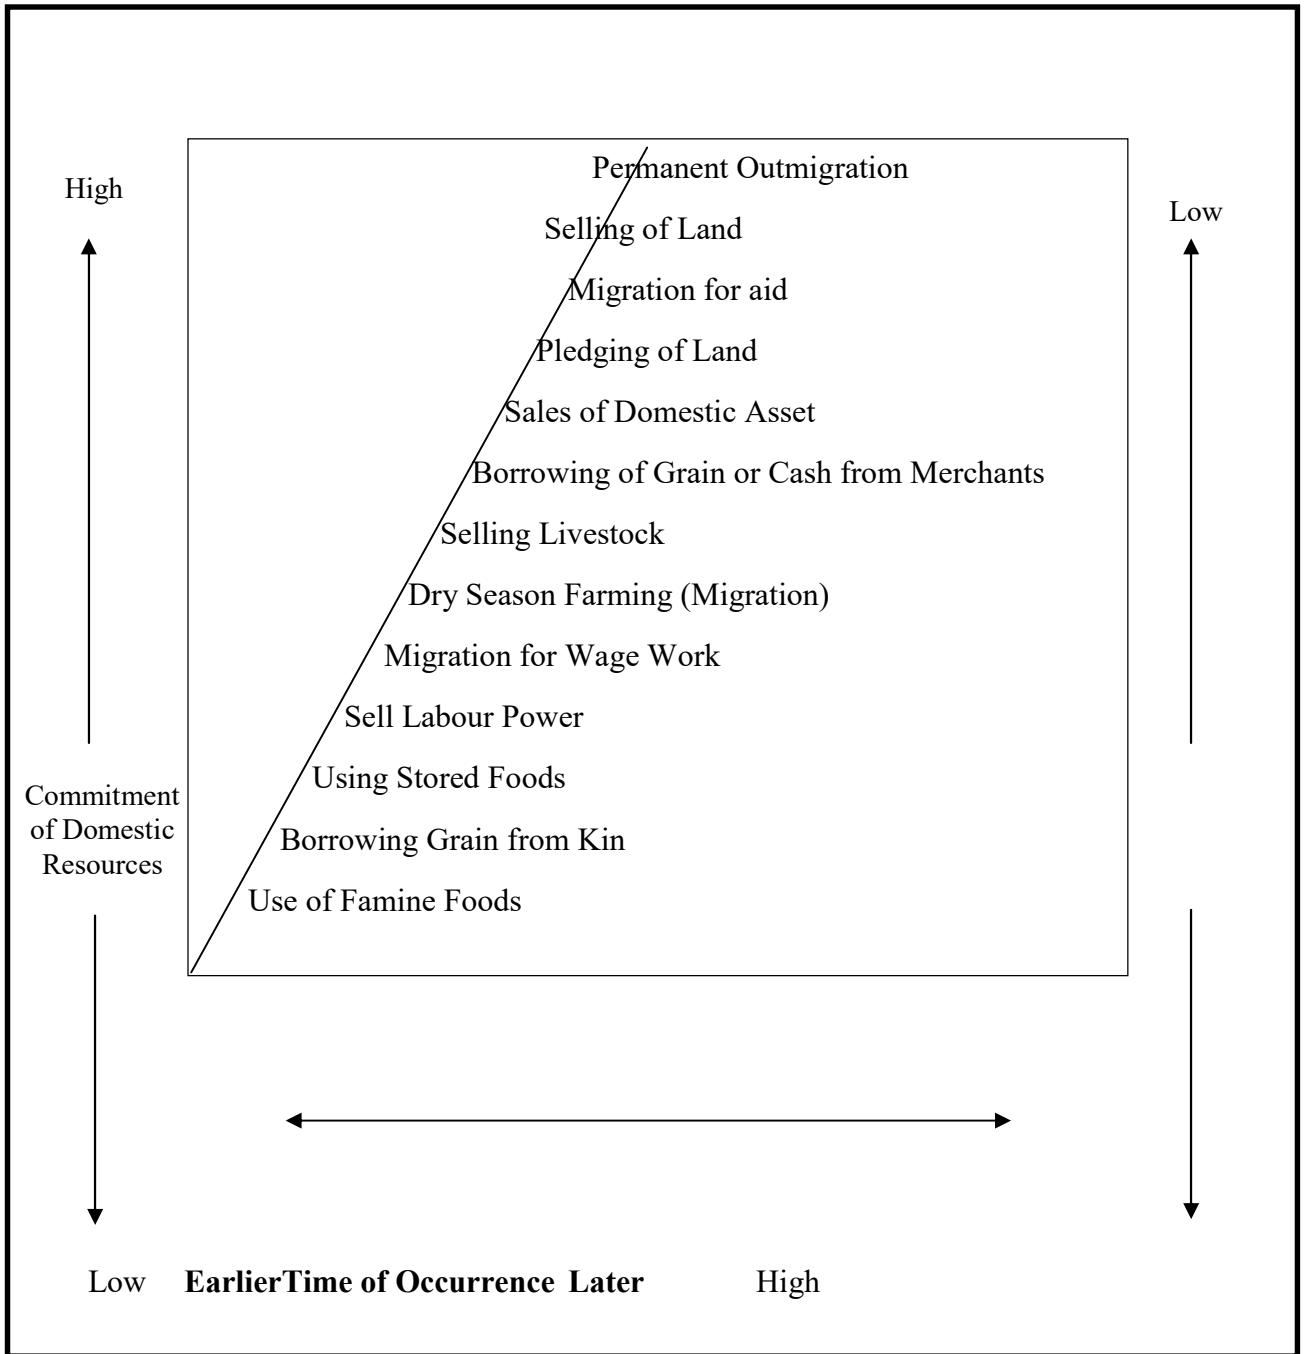 Permanent Outmigration
High
Low
Selling of Land
Migration for aid
Pledging of Land
Sales of Domestic Asset
Borrowing of Grain or Cash from Merchants
Selling Livestock
Dry Season Farming (Migration)
Migration for Wage Work
Sell Labour Power
Using Stored Foods
Commitment
of Domestic
Resources
Borrowing Grain from Kin
Use of Famine Foods
Low EarlierTime of Occurrence Later High